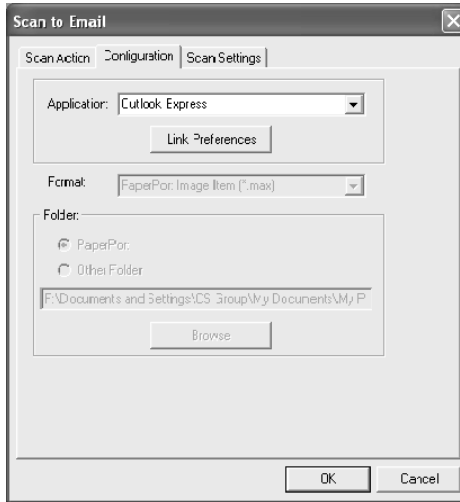 Scan to Email
Scan Action Configuration Scan Settings
Application: Outlook Express
Link Preferences
Format: PaperPort Image Item (*.max)
Folder:
PaperPort
Other Folder
F:\Documents and Settings\CS Group\My Documents\My P
Browse
OK Cancel